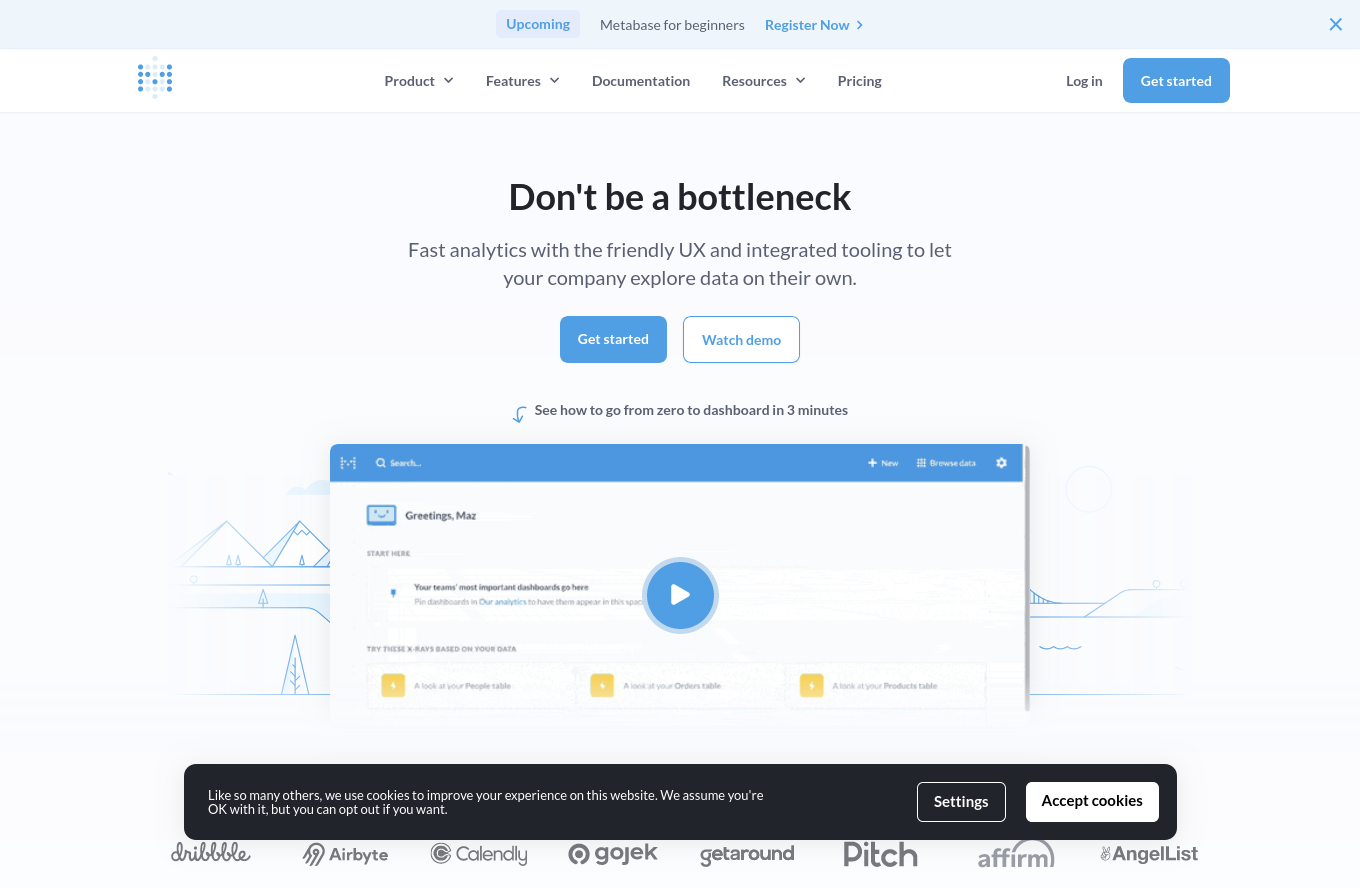 Upcoming Metabase for beginners Register Now
Product Features Documentation Resources Pricing Log in Get started
Don't be a bottleneck
Fast analytics with the friendly UX and integrated tooling to let
your company explore data on their own.
Get started Watch demo
See how to go from zero to dashboard in 3 minutes
Search... New Browse data
Greetings, Maz
START HERE
Your teams' most important dashboards go here
Pin dashboards in Our analytics to have them appear in this
TRY THESE X-RAYS BASED ON YOUR DATA
A look at your People table A look at your Orders table A look at your Products table
Like so many others, we use cookies to improve your experience on this website. We assume you're
OK with it, but you can opt out if you want.
Settings Accept cookies
dribbble Airbyte Calendly gojek getaround Pitch affirm AngelList